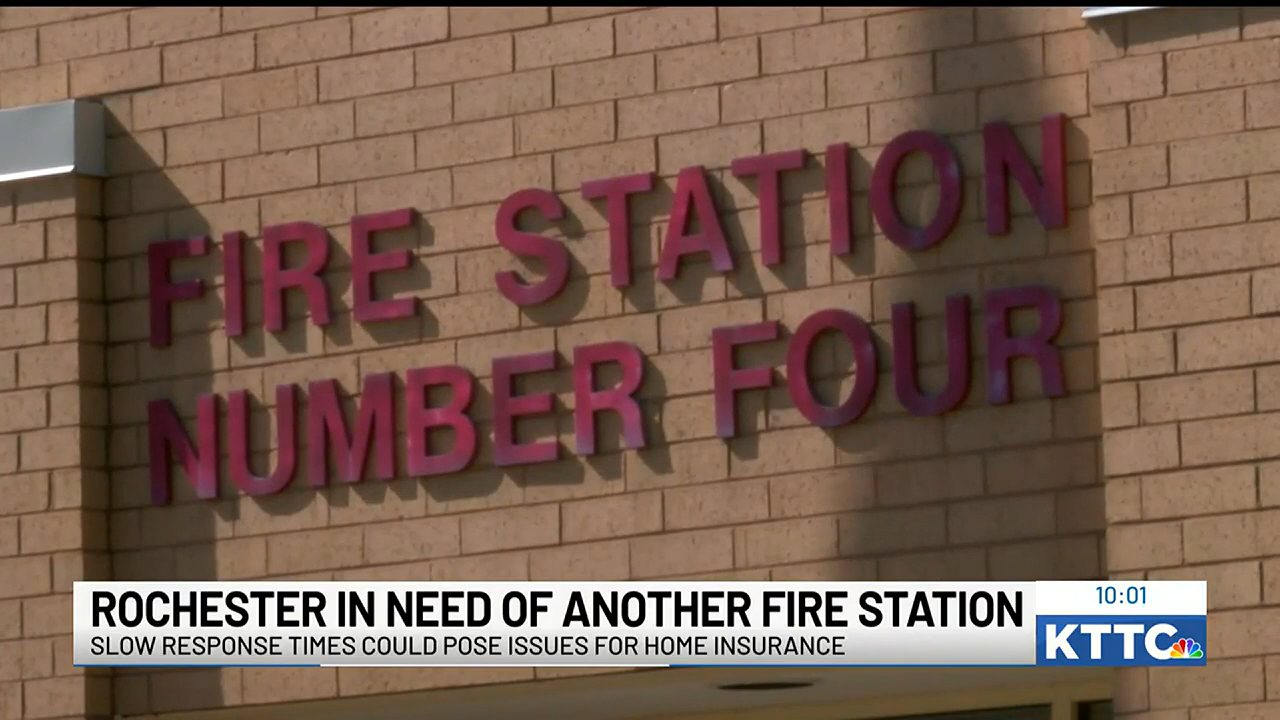 FIRE STATION
NUMBER FOUR
ROCHESTER IN NEED OF ANOTHER FIRE STATION
SLOW RESPONSE TIMES COULD POSE ISSUES FOR HOME INSURANCE
10:01
KTTC